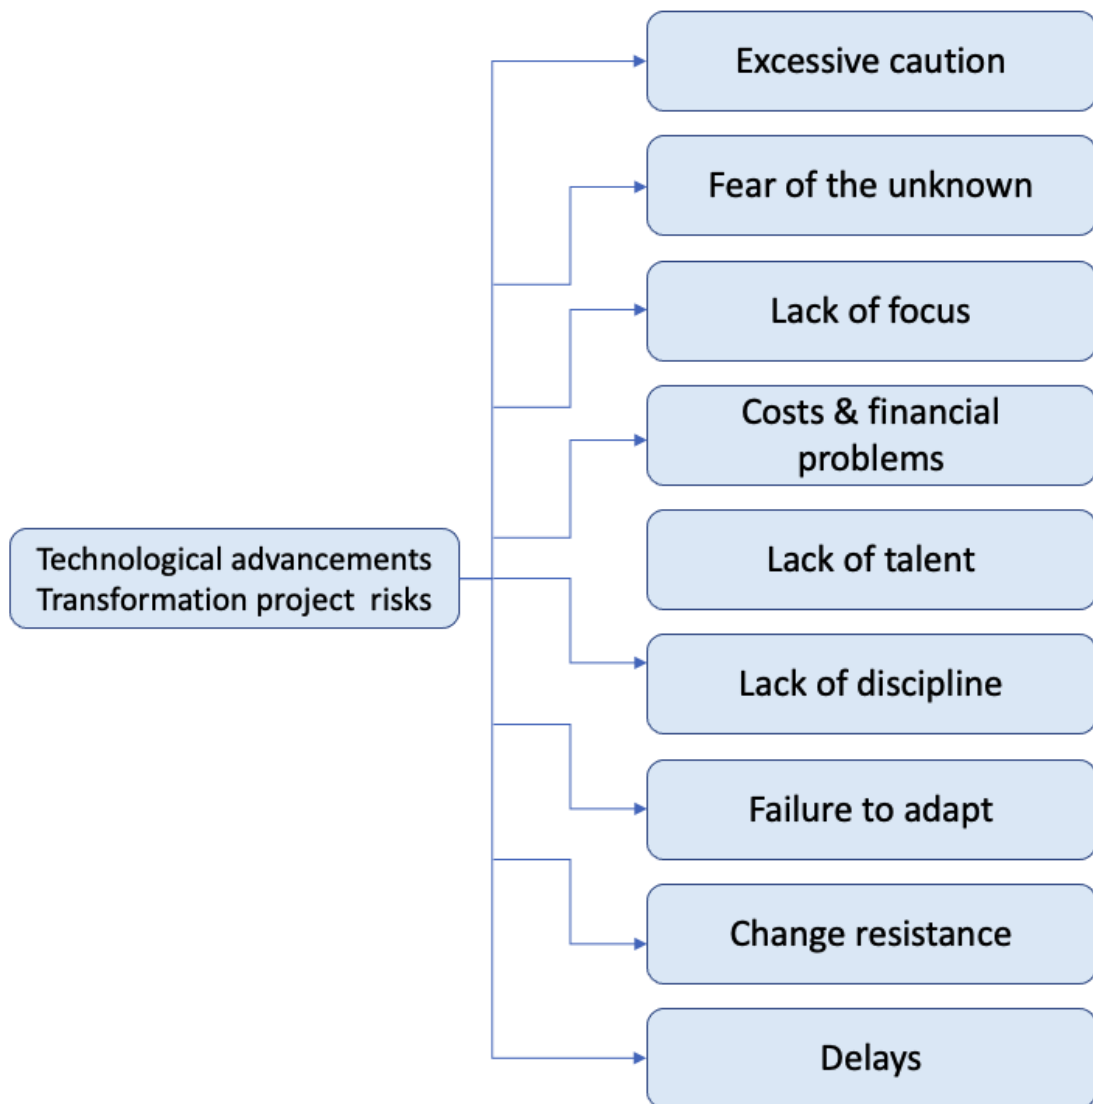 Excessive caution
Fear of the unknown
Lack of focus
Costs & financial
problems
Technological advancements
Transformation project  risks
Lack of talent
Lack of discipline
Failure to adapt
Change resistance
Delays